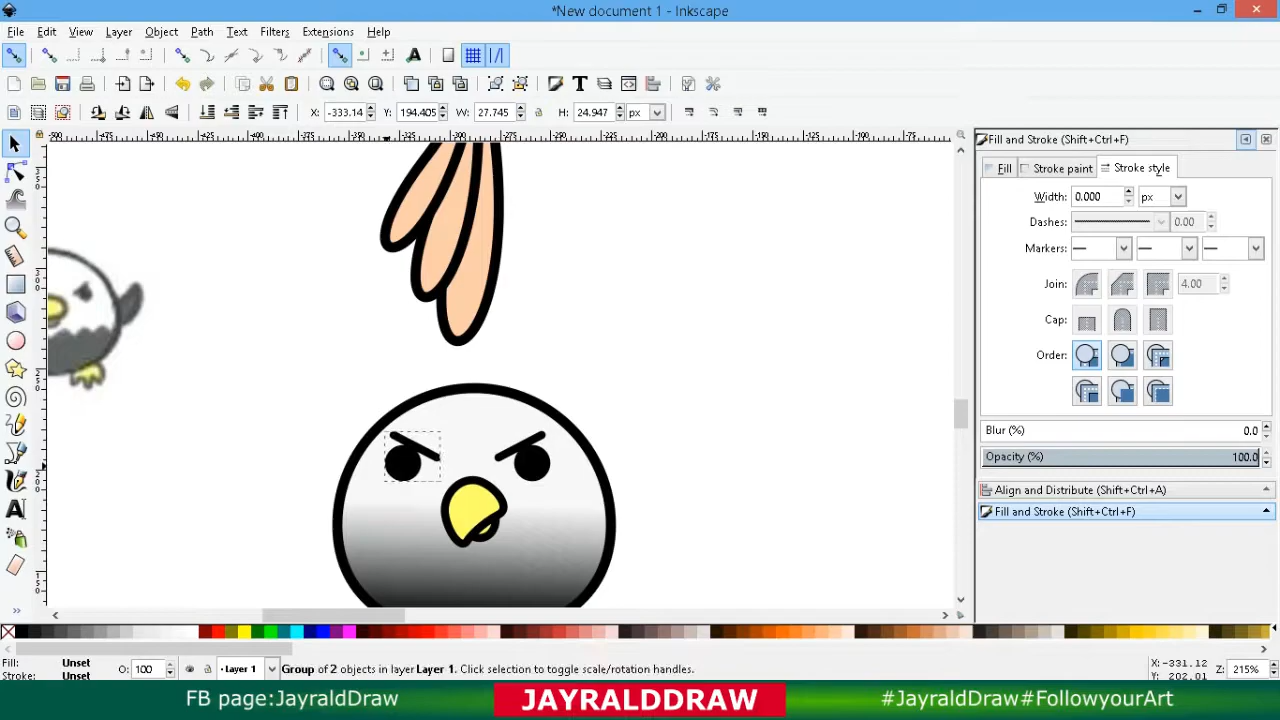 *New document 1 - Inkscape
File Edit View Layer Object Path Text Filters Extensions Help
X: -333.14 Y: 194.405 W: 27.745 H: 24.947 px
Fill and Stroke (Shift+Ctrl+F)
Fill Stroke paint Stroke style
Width: 0.000 px
Dashes: 0.00
Markers:
Join: 4.00
Cap:
Order:
Blur (%) 0.0
Opacity (%) 100.0
Align and Distribute (Shift+Ctrl+A)
Fill and Stroke (Shift+Ctrl+F)
Fill: Unset O: 100 Layer 1 Group of 2 objects in layer Layer 1. Click selection to toggle scale/rotation handles. X: -331.12 Z: 215%
Stroke: Unset Y: 202.01
FB page:JayraldDraw JAYRALDDRAW #JayraldDraw#FollowyourArt